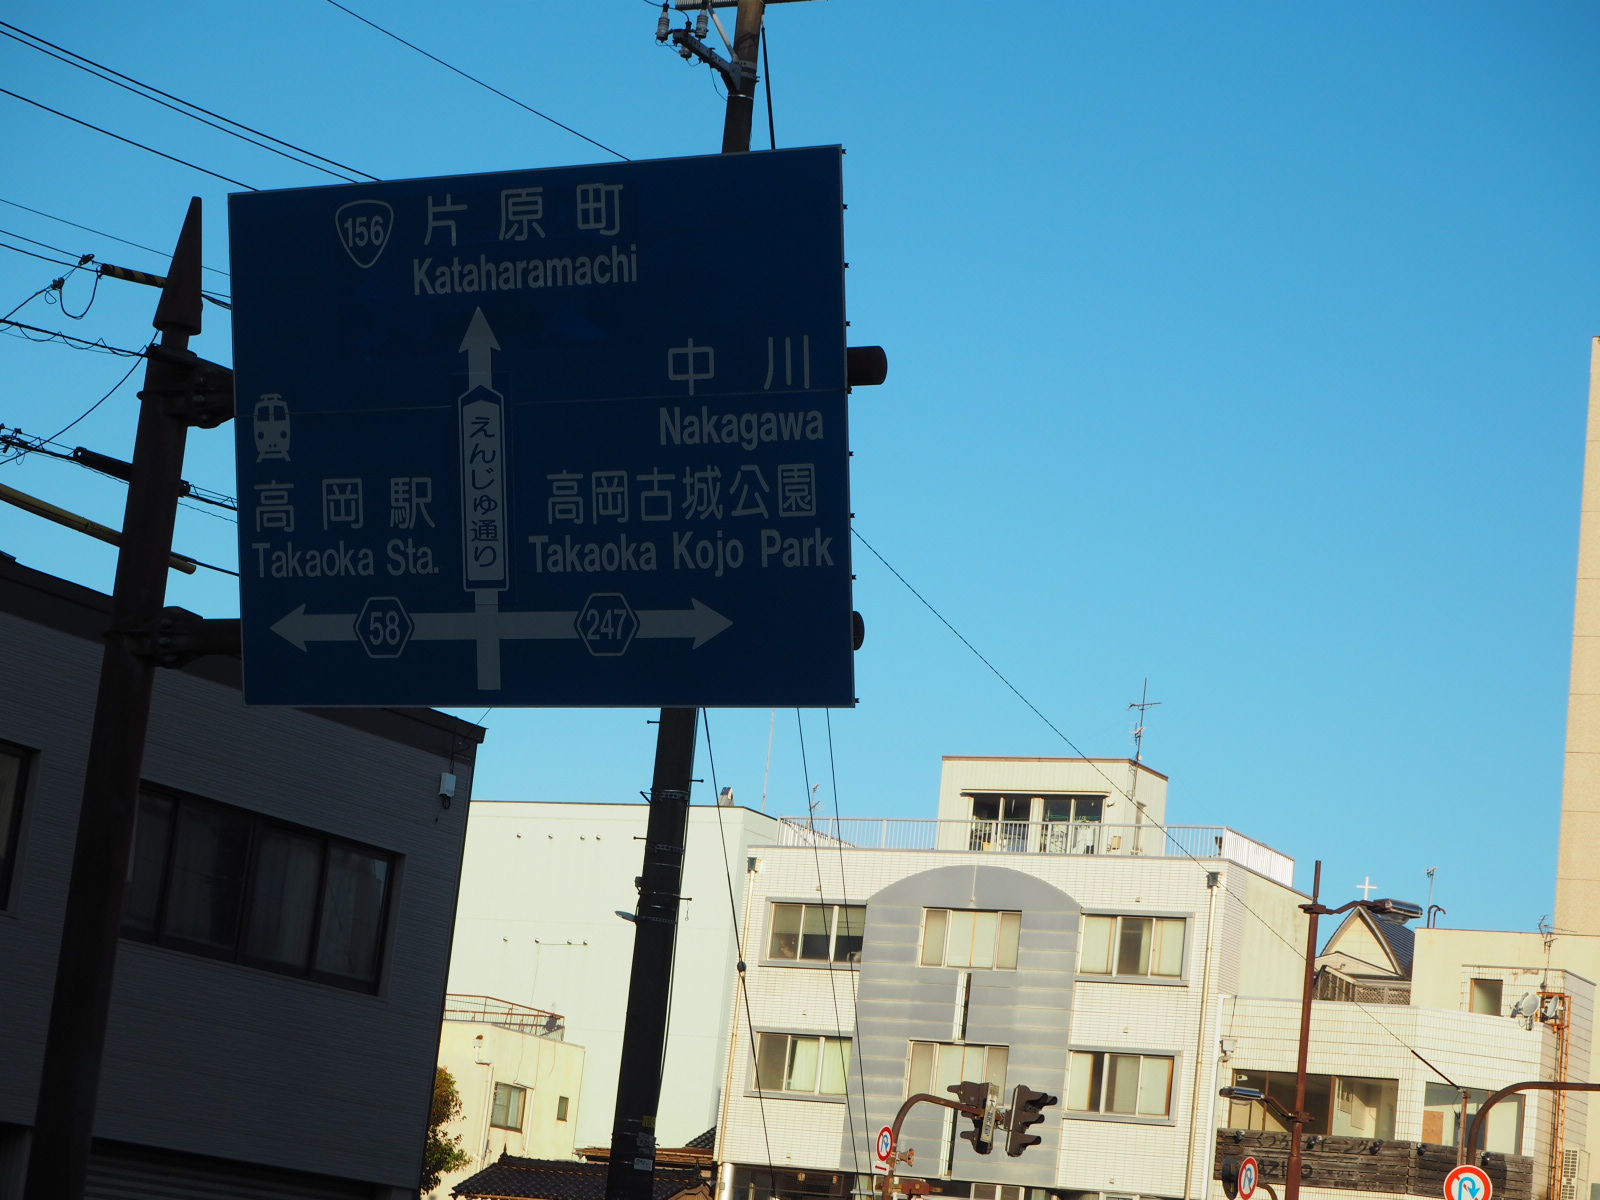 156
片原町
Kataharamachi
中川
Nakagawa
高岡駅
Takaoka Sta.
えんじゅ通り
高岡古城公園
Takaoka Kojo Park
58
247